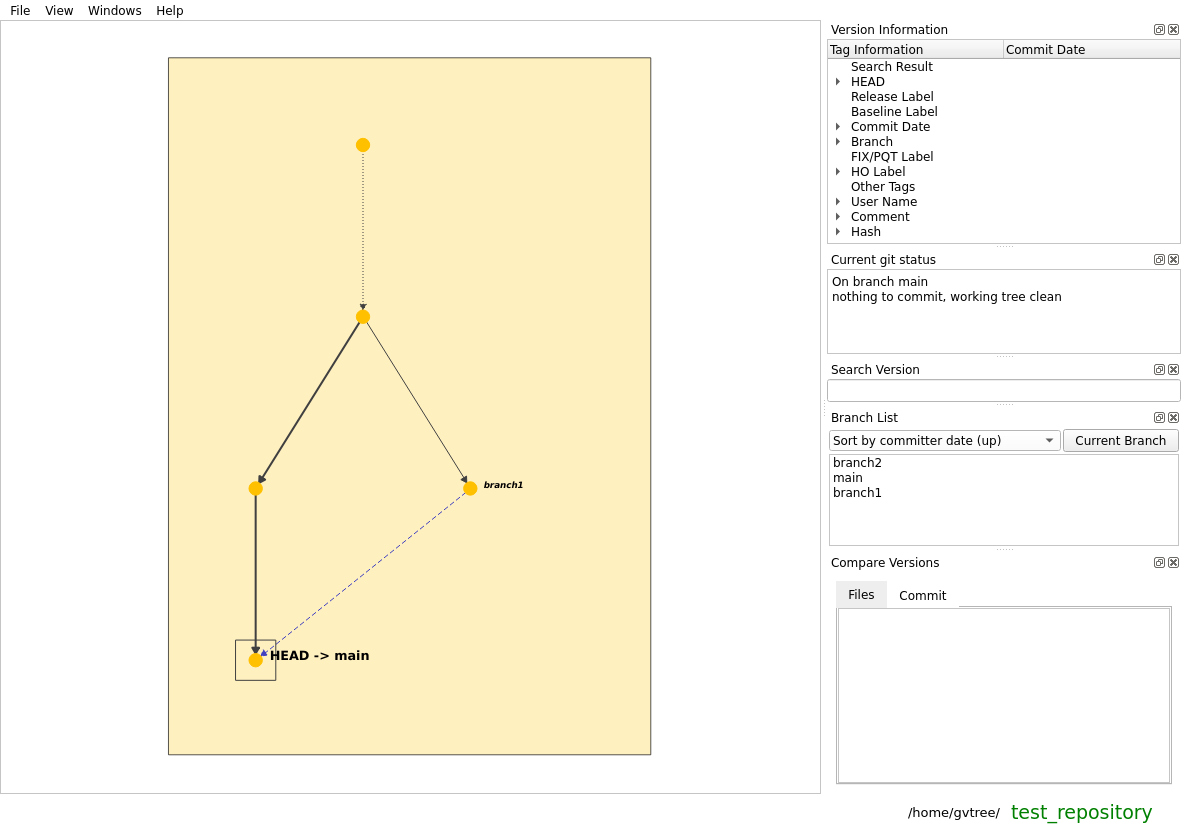 File View Windows Help
Version Information
Tag Information Commit Date
Search Result
HEAD
Release Label
Baseline Label
Commit Date
Branch
FIX/PQT Label
HO Label
Other Tags
User Name
Comment
Hash
Current git status
On branch main
nothing to commit, working tree clean
Search Version
Branch List
Sort by committer date (up) Current Branch
branch2
main
branch1
Compare Versions
Files Commit
branch1
HEAD -> main
/home/gvtree/ test_repository